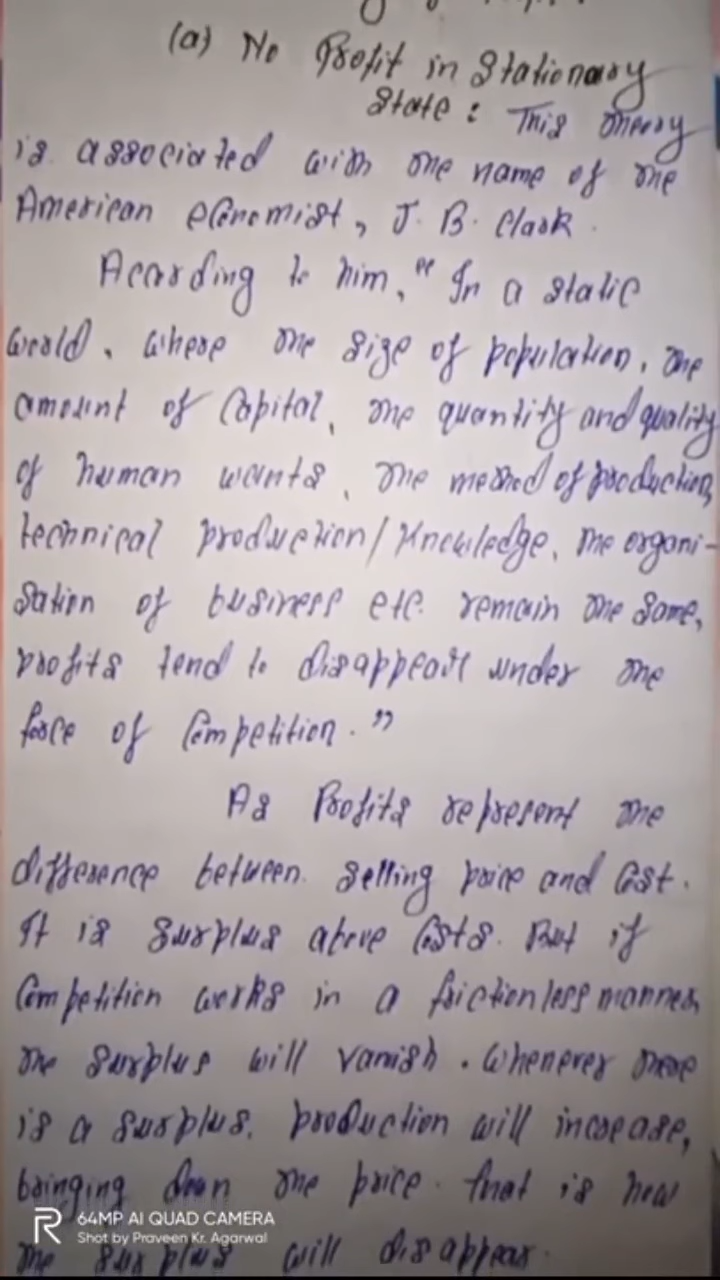 (a) No Profit in Stationary
State : This theory
is associated with the name of the
American economist, J. B. Clark.
According to him, " In a static
world, where the size of population, the
amount of Capital, the quantity and quality
of human wants, the method of production,
technical production/Knowledge, the organi-
sation of business etc. remain the same,
profits tend to disappear under the
force of Competition."
As Profits represent the
difference between selling price and Cost.
It is surplus above Costs. But if
Competition works in a frictionless manner,
the surplus will vanish. Whenever there
is a surplus, production will increase,
bringing down the price. that is how
the surplus will disappear.
64MP AI QUAD CAMERA
Shot by Praveen Kr. Agarwal